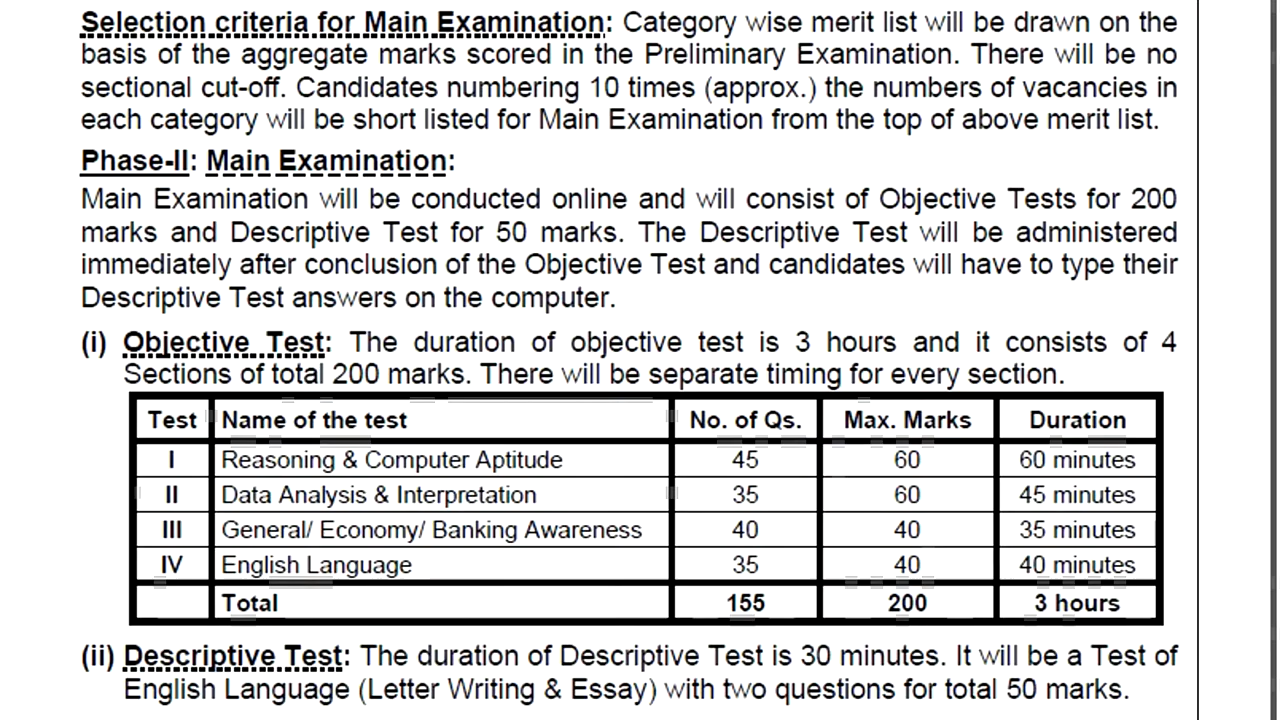 Selection criteria for Main Examination: Category wise merit list will be drawn on the
basis of the aggregate marks scored in the Preliminary Examination. There will be no
sectional cut-off. Candidates numbering 10 times (approx.) the numbers of vacancies in
each category will be short listed for Main Examination from the top of above merit list.
Phase-II: Main Examination:
Main Examination will be conducted online and will consist of Objective Tests for 200
marks and Descriptive Test for 50 marks. The Descriptive Test will be administered
immediately after conclusion of the Objective Test and candidates will have to type their
Descriptive Test answers on the computer.
(i) Objective Test: The duration of objective test is 3 hours and it consists of 4
Sections of total 200 marks. There will be separate timing for every section.
Test Name of the test No. of Qs. Max. Marks Duration
I Reasoning & Computer Aptitude 45 60 60 minutes
II Data Analysis & Interpretation 35 60 45 minutes
III General/ Economy/ Banking Awareness 40 40 35 minutes
IV English Language 35 40 40 minutes
Total 155 200 3 hours
(ii) Descriptive Test: The duration of Descriptive Test is 30 minutes. It will be a Test of
English Language (Letter Writing & Essay) with two questions for total 50 marks.